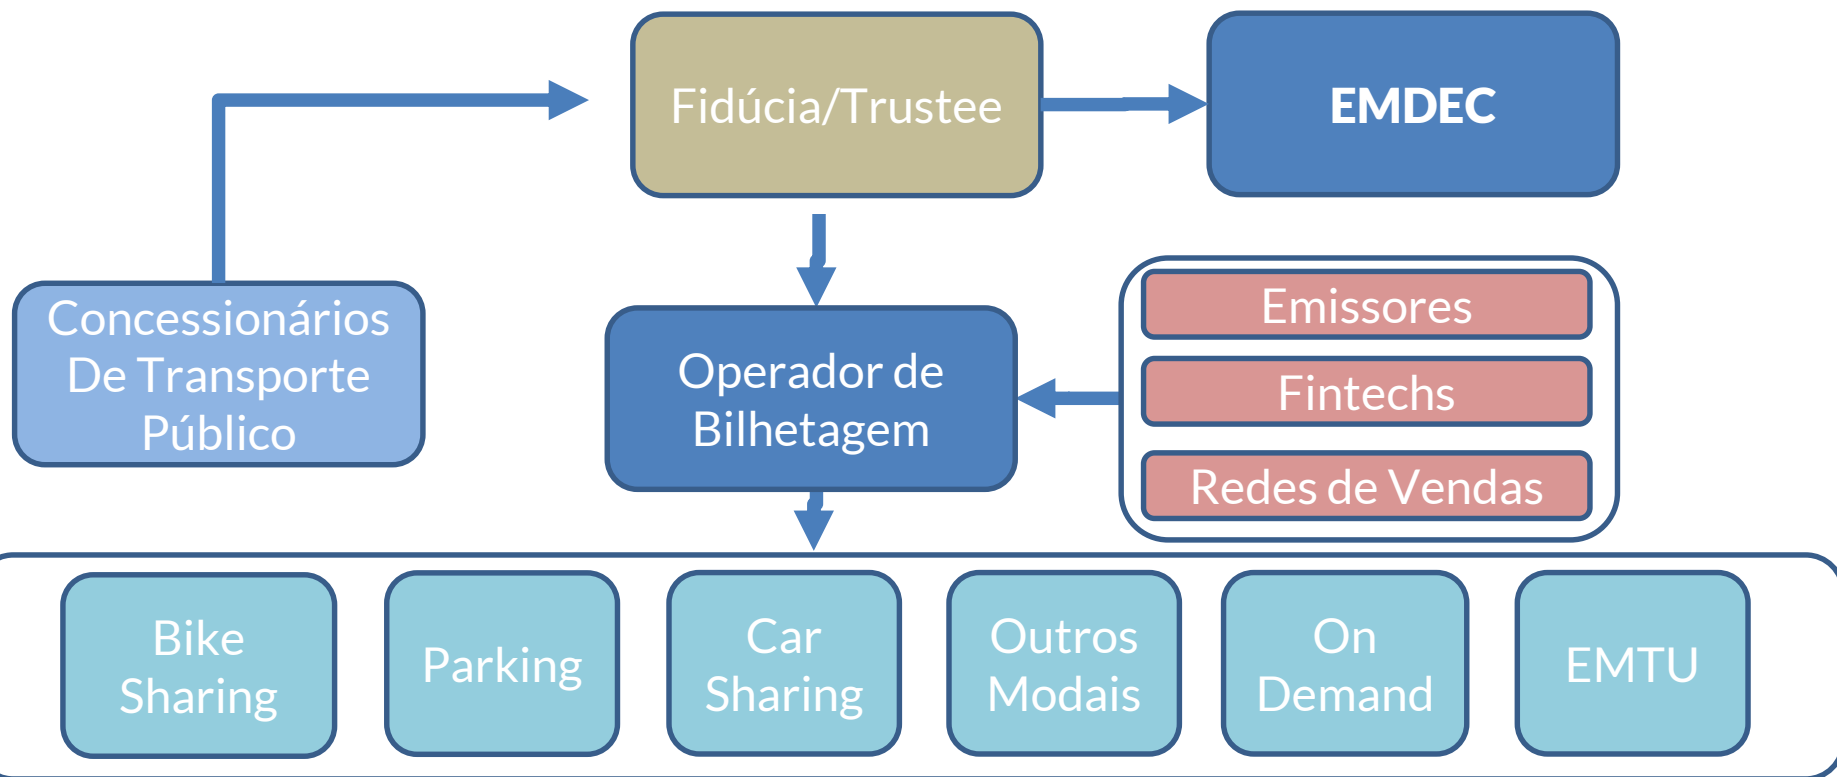 Fidúcia/Trustee
EMDEC
Concessionários
De Transporte
Público
Operador de
Bilhetagem
Emissores
Fintechs
Redes de Vendas
Bike
Sharing
Parking
Car
Sharing
Outros
Modais
On
Demand
EMTU